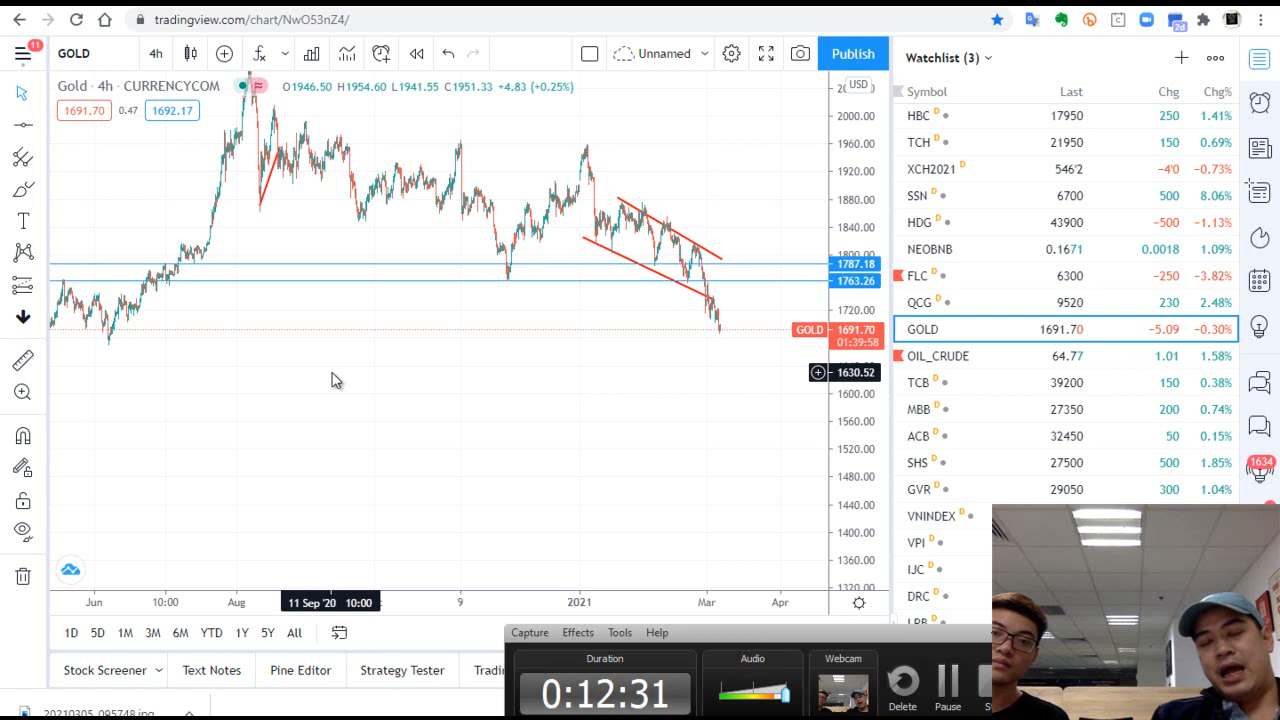 tradingview.com/chart/NwO53nZ4/
2d
11
GOLD 4h Unnamed Publish
Watchlist (3)
Gold · 4h · CURRENCYCOM O1946.50 H1954.60 L1941.55 C1951.33 +4.83 (+0.25%)
1691.70 0.47 1692.17
USD
2000.00
1960.00
1920.00
1880.00
1840.00
1800.00
1787.18
1763.26
1720.00
GOLD 1691.70
01:39:58
1630.52
1600.00
1560.00
1520.00
1480.00
1440.00
1400.00
1360.00
1320.00
Jun 10:00 Aug 11 Sep '20 10:00 9 2021 Mar Apr
1D 5D 1M 3M 6M YTD 1Y 5Y All
Stock Screener Text Notes Pine Editor Strategy Tester
Symbol Last Chg Chg%
HBC D 17950 250 1.41%
TCH D 21950 150 0.69%
XCH2021 D 546'2 −4'0 −0.73%
SSN D 6700 500 8.06%
HDG D 43900 −500 −1.13%
NEOBNB 0.1671 0.0018 1.09%
FLC D 6300 −250 −3.82%
QCG D 9520 230 2.48%
GOLD 1691.70 −5.09 −0.30%
OIL_CRUDE 64.77 1.01 1.58%
TCB D 39200 150 0.38%
MBB D 27350 200 0.74%
ACB D 32450 50 0.15%
SHS D 27500 500 1.85%
GVR D 29050 300 1.04%
VNINDEX D
VPI D
IJC D
DRC D
1634
Capture Effects Tools Help
Duration Audio Webcam
0:12:31
Delete Pause
20210305_095748.jpg